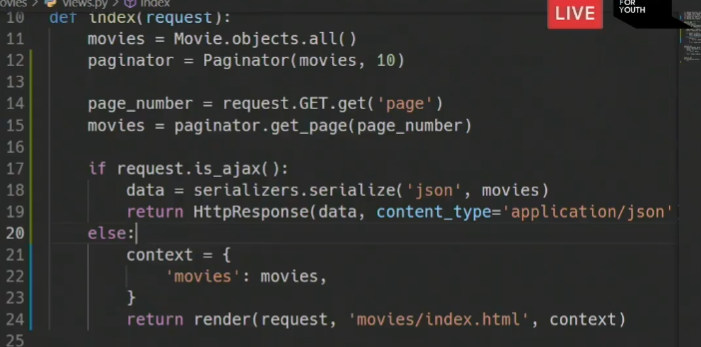 ovies > views.py > index
LIVE
FOR
YOUTH
10 def index(request):
11 movies = Movie.objects.all()
12 paginator = Paginator(movies, 10)
13
14 page_number = request.GET.get('page')
15 movies = paginator.get_page(page_number)
16
17 if request.is_ajax():
18 data = serializers.serialize('json', movies)
19 return HttpResponse(data, content_type='application/json'
20 else:
21 context = {
22 'movies': movies,
23 }
24 return render(request, 'movies/index.html', context)
25